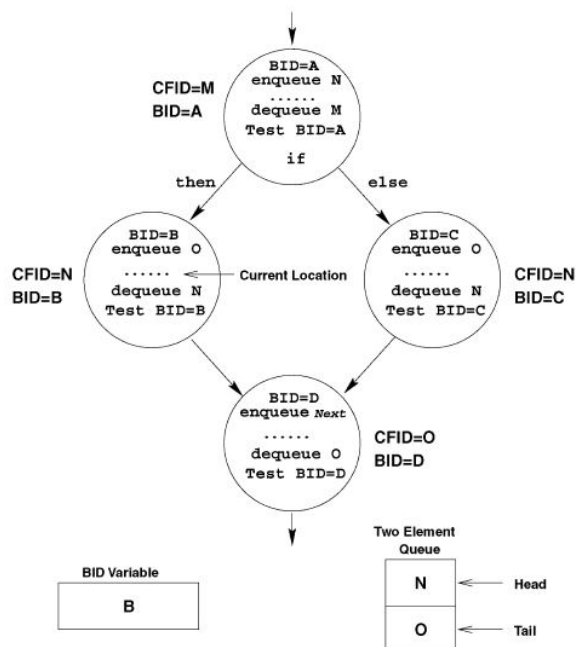 BID=A
enqueue N
......
dequeue M
Test BID=A
if
CFID=M
BID=A
then
else
BID=B
enqueue O
......
dequeue N
Test BID=B
CFID=N
BID=B
Current Location
BID=C
enqueue O
......
dequeue N
Test BID=C
CFID=N
BID=C
BID=D
enqueue Next
......
dequeue O
Test BID=D
CFID=O
BID=D
BID Variable
B
Two Element
Queue
N
Head
O
Tail